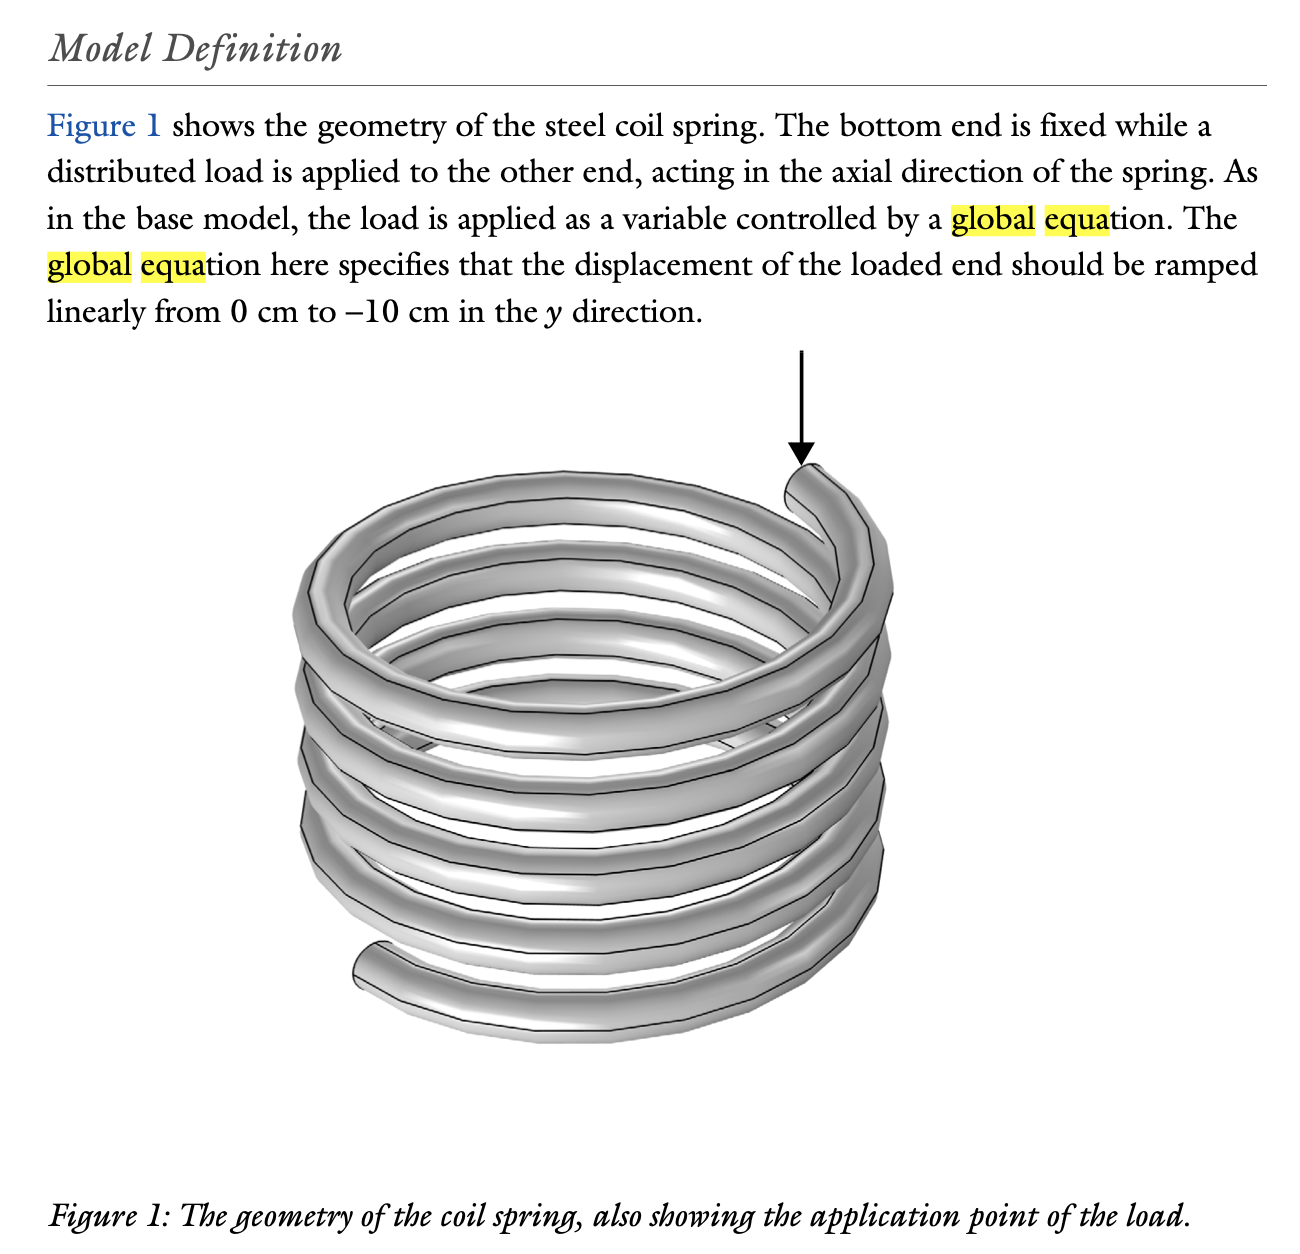 Model Definition
Figure 1 shows the geometry of the steel coil spring. The bottom end is fixed while a
distributed load is applied to the other end, acting in the axial direction of the spring. As
in the base model, the load is applied as a variable controlled by a global equation. The
global equation here specifies that the displacement of the loaded end should be ramped
linearly from 0 cm to −10 cm in the y direction.
Figure 1: The geometry of the coil spring, also showing the application point of the load.